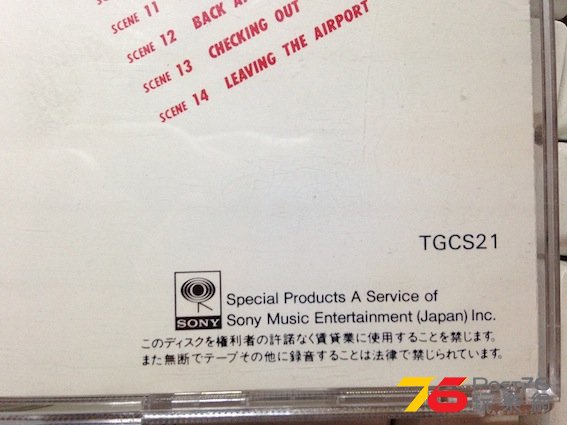 SCENE 11
SCENE 12 BACK A
SCENE 13 CHECKING OUT
SCENE 14 LEAVING THE AIRPORT
TGCS21
SONY
Special Products A Service of
Sony Music Entertainment (Japan) Inc.
このディスクを権利者の許諾なく賃貸業に使用することを禁じます。
また無断でテープその他に録音することは法律で禁じられています。
76 Post76
玩樂谷